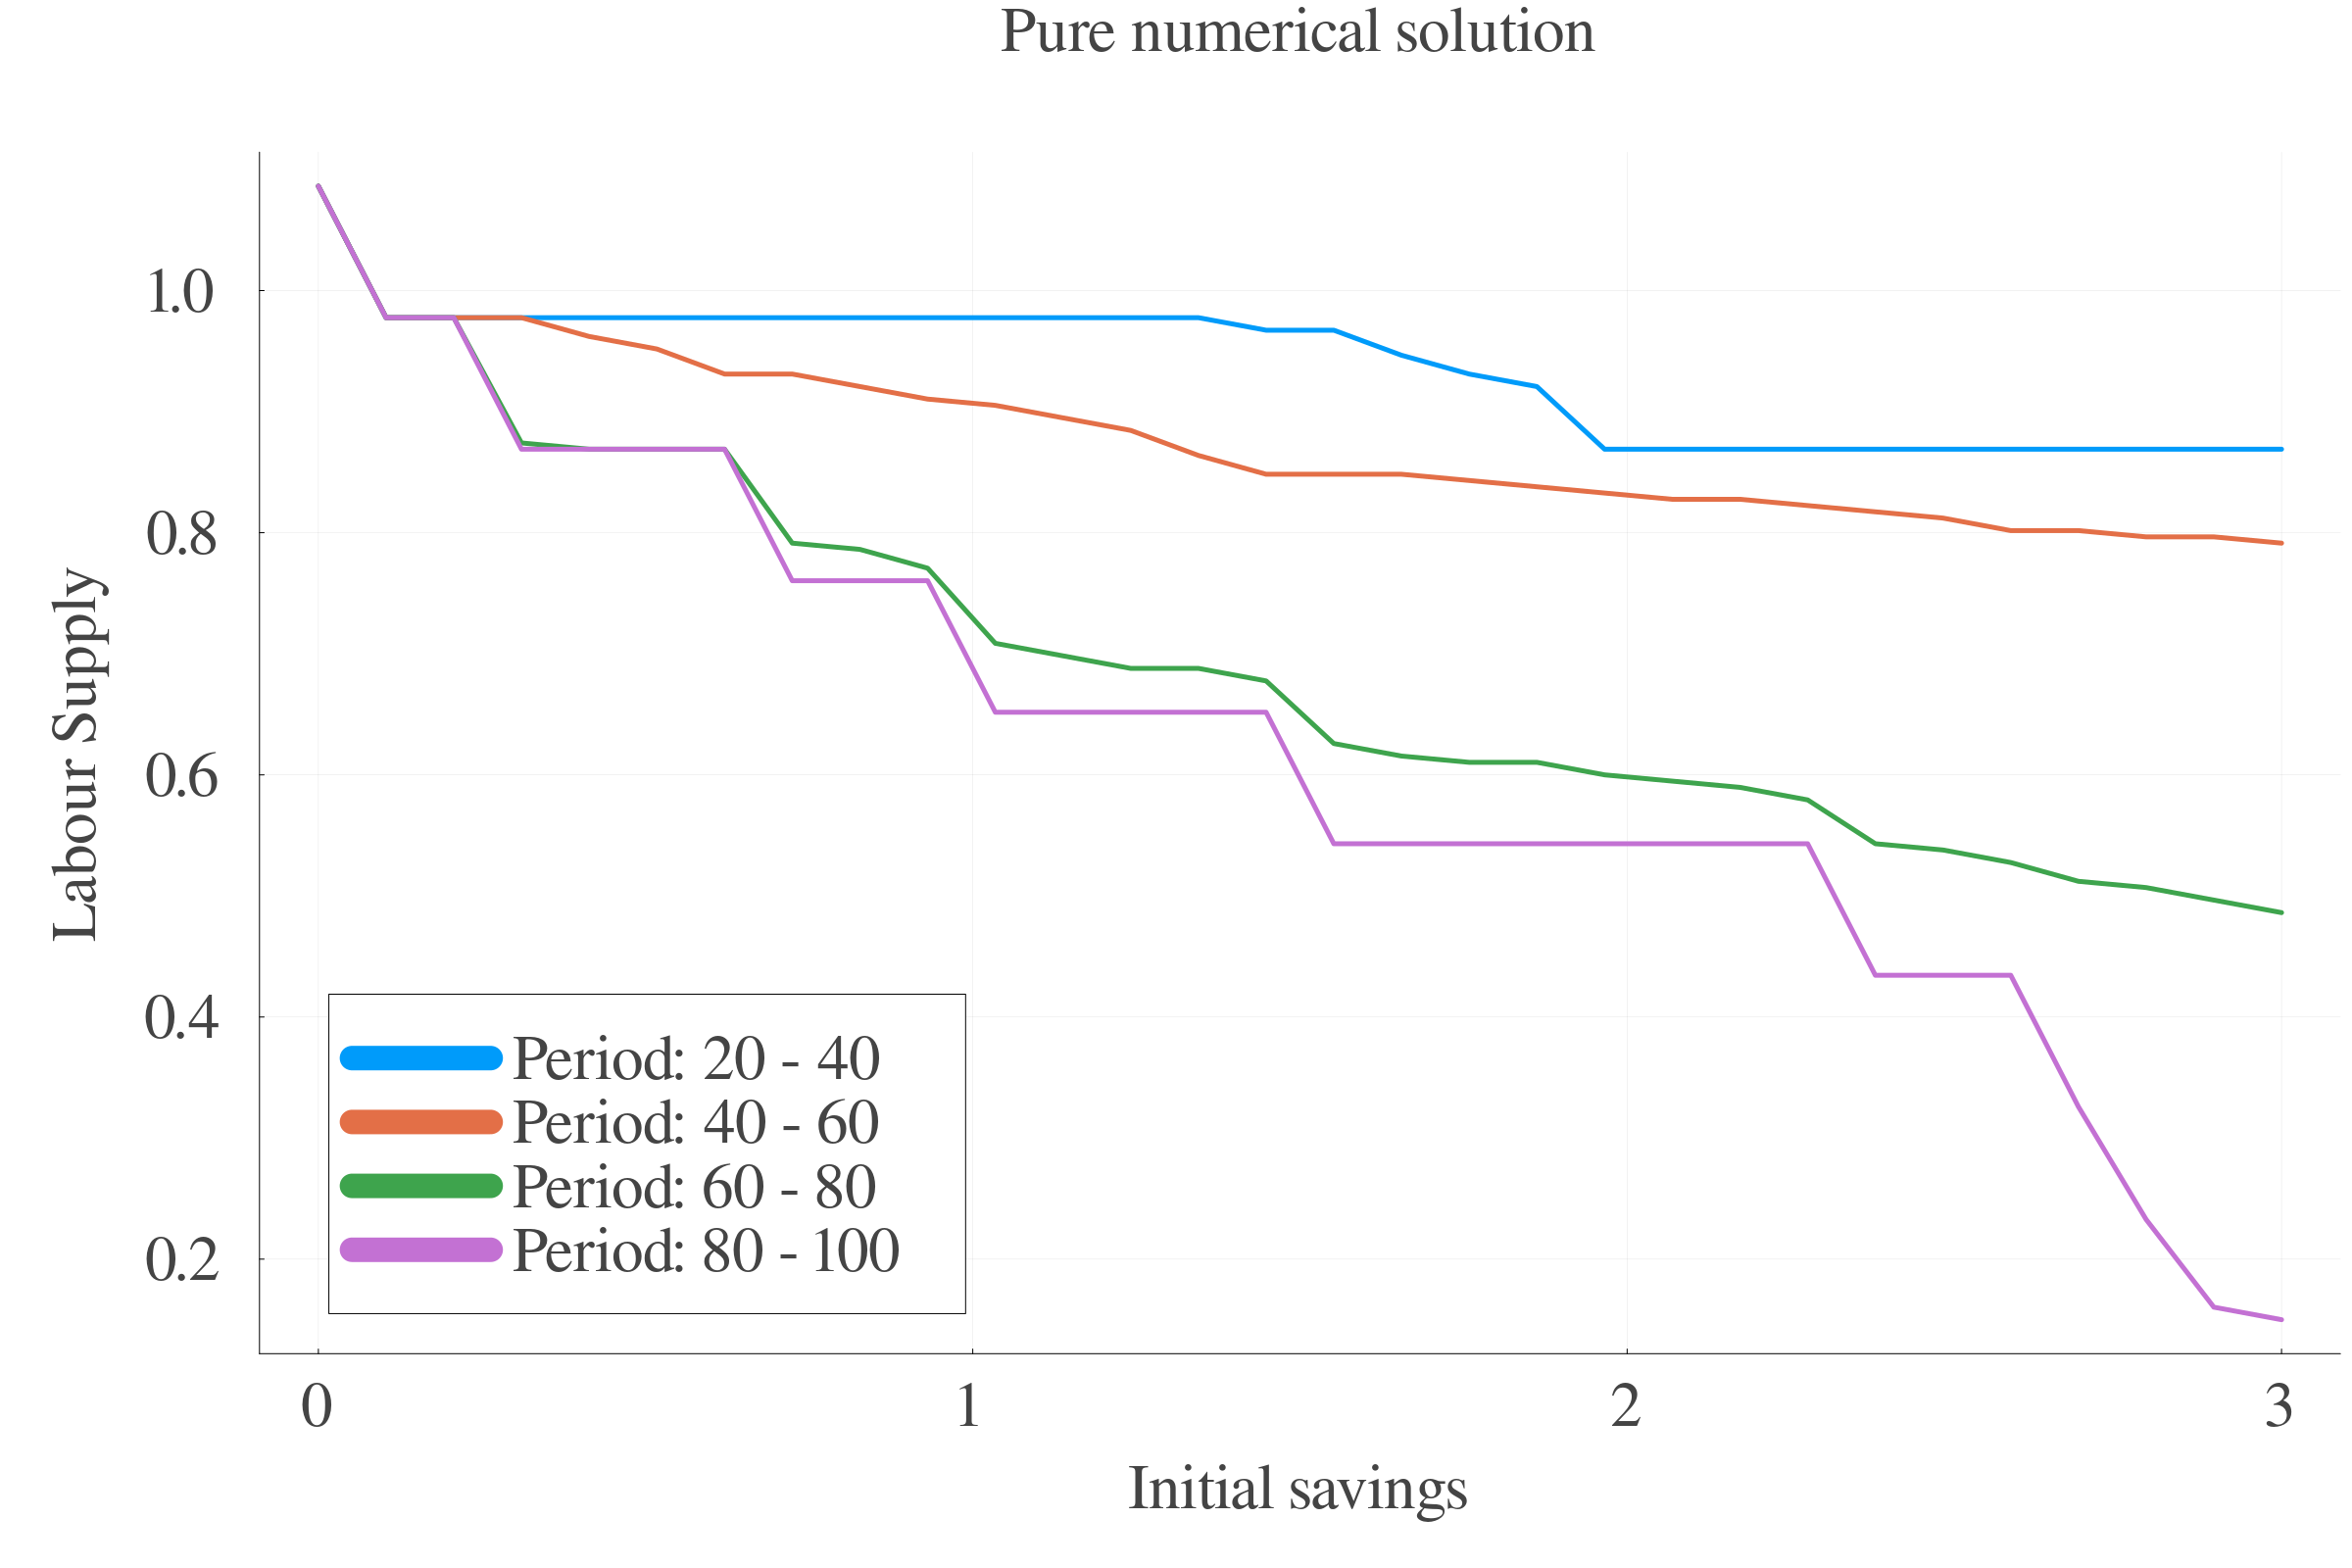 Pure numerical solution
1.0
0.8
0.6
0.4
0.2
Labour Supply
Period: 20 - 40
Period: 40 - 60
Period: 60 - 80
Period: 80 - 100
0 1 2 3
Initial savings